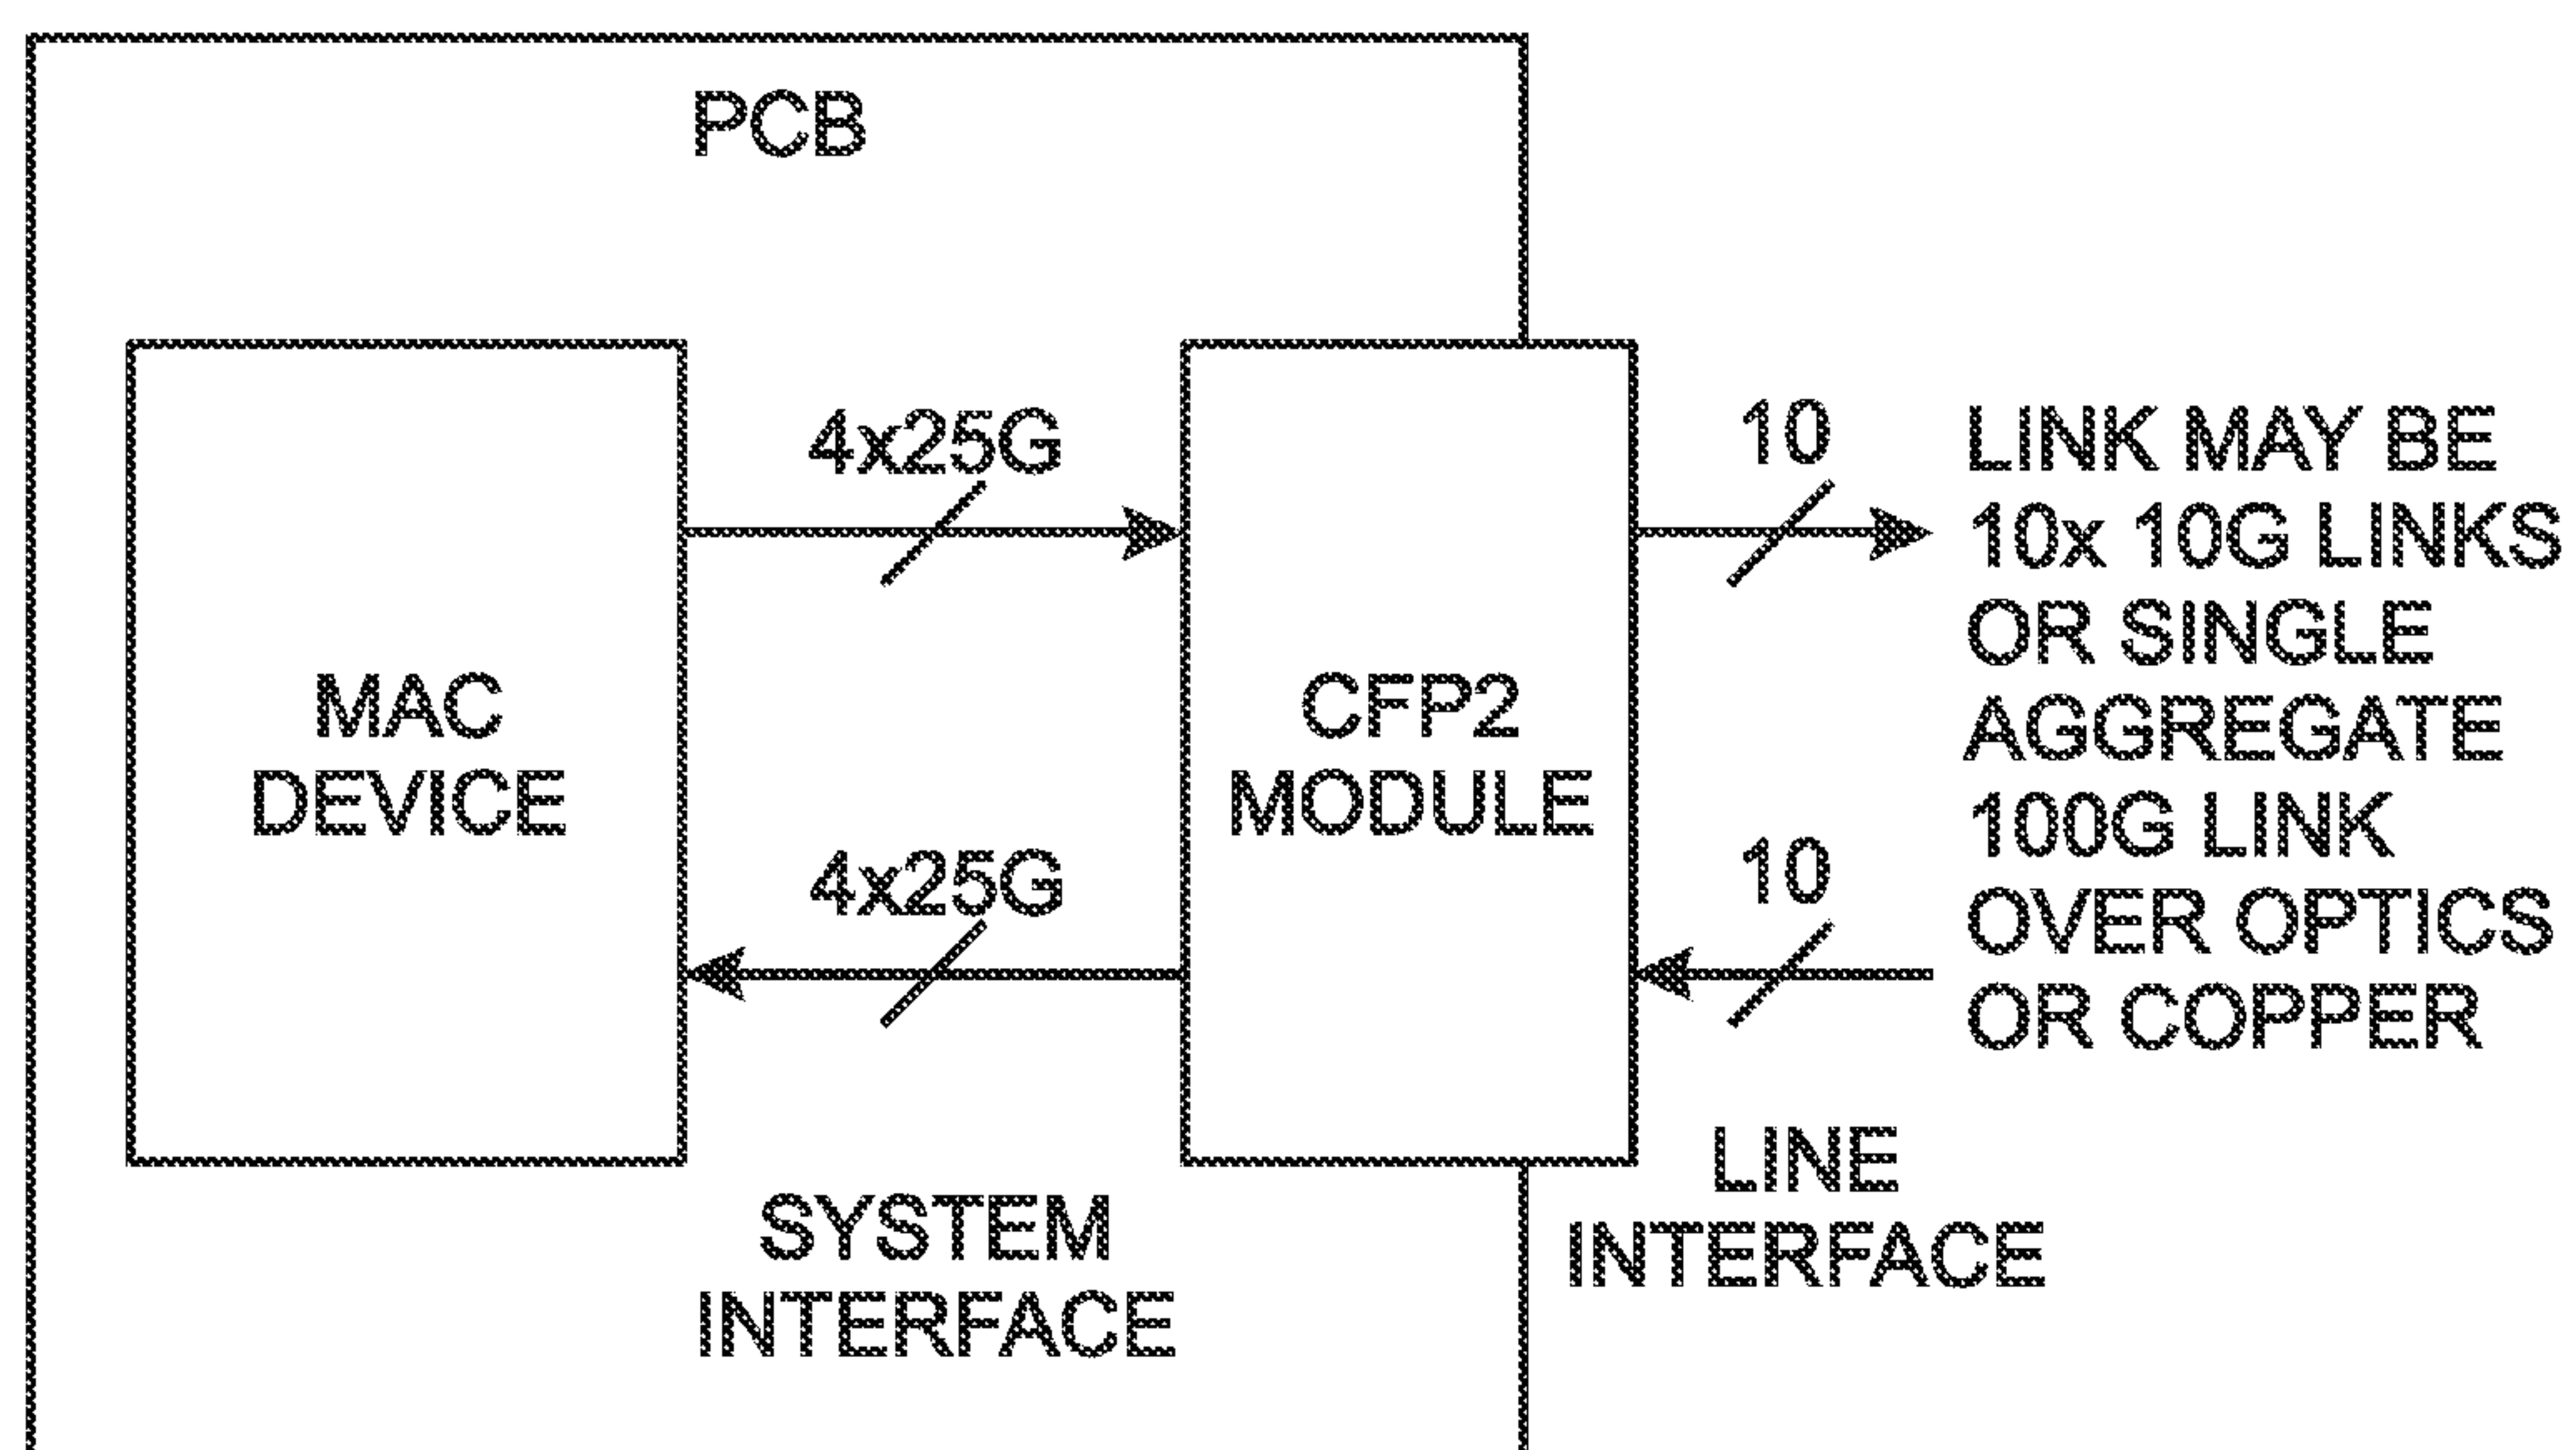 PCB
MAC
DEVICE
4x25G
4x25G
SYSTEM
INTERFACE
CFP2
MODULE
10
10
LINE
INTERFACE
LINK MAY BE
10x 10G LINKS
OR SINGLE
AGGREGATE
100G LINK
OVER OPTICS
OR COPPER